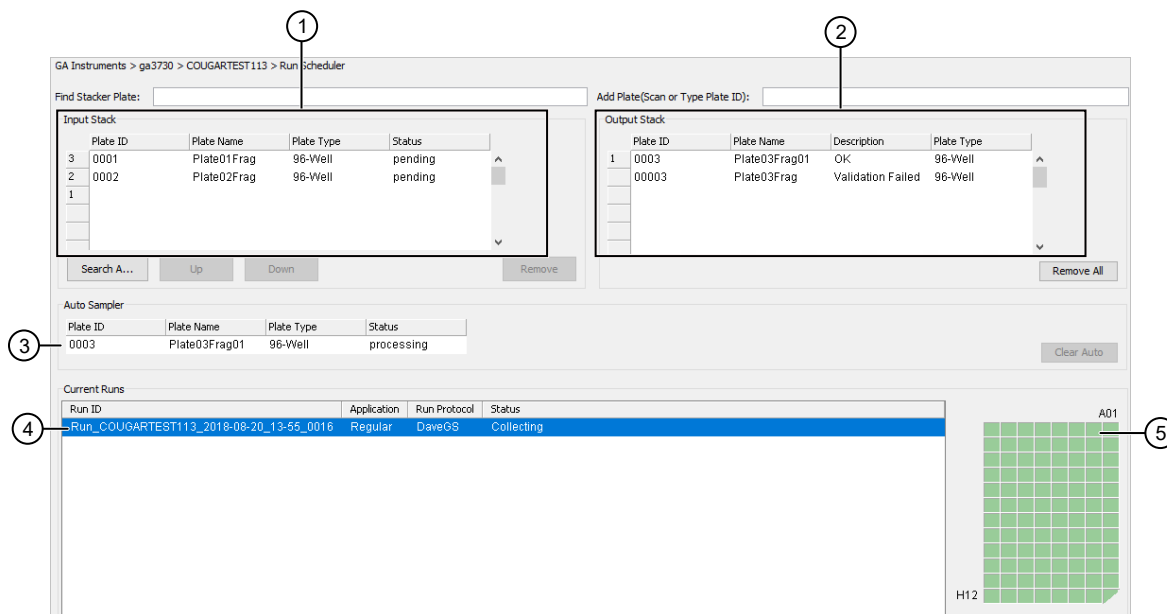 1
2
GA Instruments > ga3730 > COUGARTEST113 > Run Scheduler
Find Stacker Plate:
Add Plate(Scan or Type Plate ID):
Input Stack
Plate ID Plate Name Plate Type Status
3 0001 Plate01Frag 96-Well pending
2 0002 Plate02Frag 96-Well pending
1
Search A... Up Down Remove
Output Stack
Plate ID Plate Name Description Plate Type
1 0003 Plate03Frag01 OK 96-Well
00003 Plate03Frag Validation Failed 96-Well
Remove All
Auto Sampler
Plate ID Plate Name Plate Type Status
3 0003 Plate03Frag01 96-Well processing
Clear Auto
Current Runs
Run ID Application Run Protocol Status
4 Run_COUGARTEST113_2018-08-20_13-55_0016 Regular DaveGS Collecting
A01
5
H12